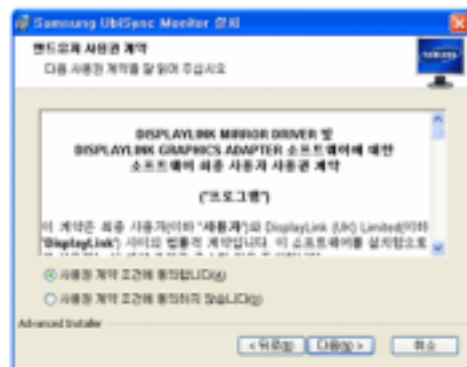 Samsung UbiSync Monitor 설치
엔드유저 사용권 계약
다음 사용권 계약을 잘 읽어 주십시오
SAMSUNG
DISPLAYLINK MIRROR DRIVER 및
DISPLAYLINK GRAPHICS ADAPTER 소프트웨어에 대한
소프트웨어 최종 사용자 사용권 계약
("프로그램")
이 계약은 최종 사용자(이하 "사용자")와 DisplayLink (UK) Limited(이하
"DisplayLink") 사이의 법률적 계약입니다. 이 소프트웨어를 설치함으로
사용권 계약 조건에 동의합니다(A)
사용권 계약 조건에 동의하지 않습니다(D)
Advanced Installer
< 뒤로(B)
다음(N) >
취소